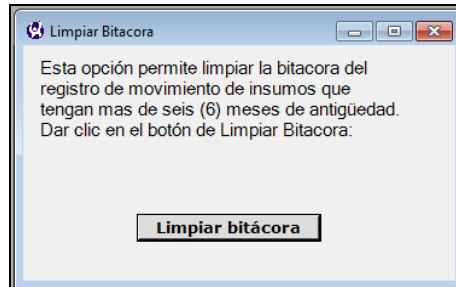 Limpiar Bitacora
Esta opción permite limpiar la bitacora del
registro de movimiento de insumos que
tengan mas de seis (6) meses de antigüedad.
Dar clic en el botón de Limpiar Bitacora:
Limpiar bitácora